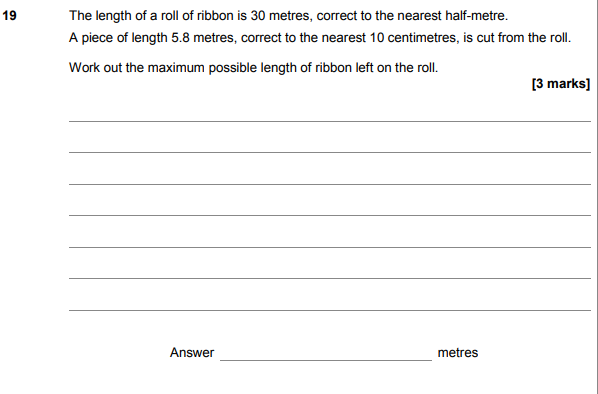 19 The length of a roll of ribbon is 30 metres, correct to the nearest half-metre.
A piece of length 5.8 metres, correct to the nearest 10 centimetres, is cut from the roll.
Work out the maximum possible length of ribbon left on the roll.
[3 marks]
Answer metres